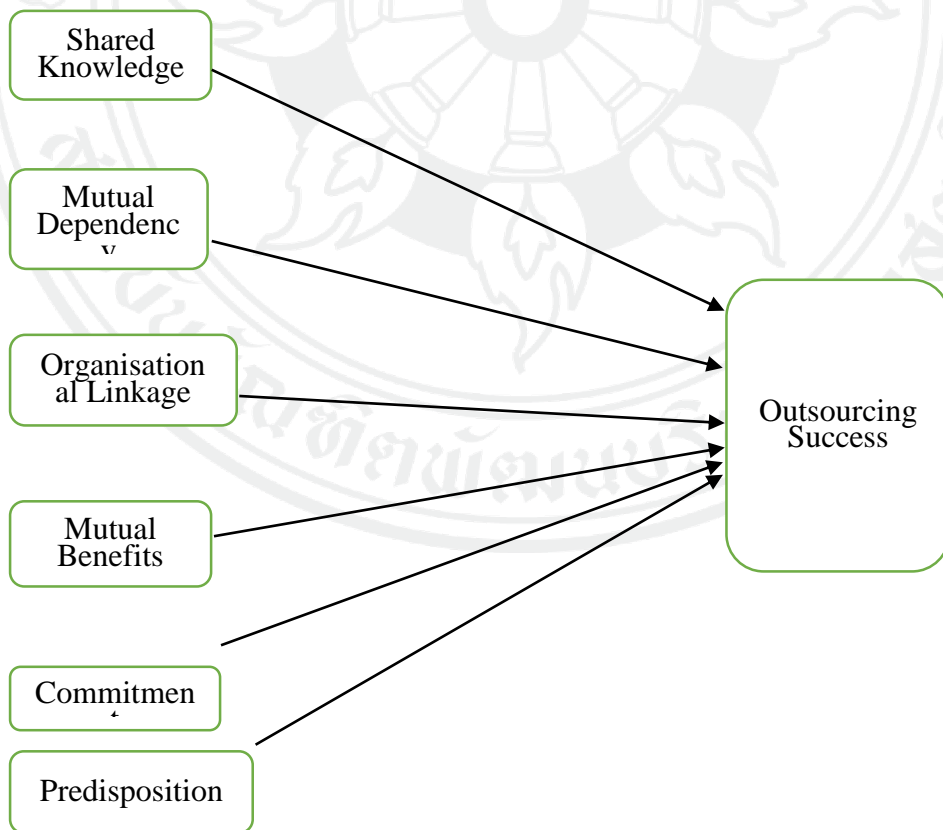 Shared
Knowledge
Mutual
Dependenc
y
Organisation
al Linkage
Outsourcing
Success
Mutual
Benefits
Commitmen
t
Predisposition